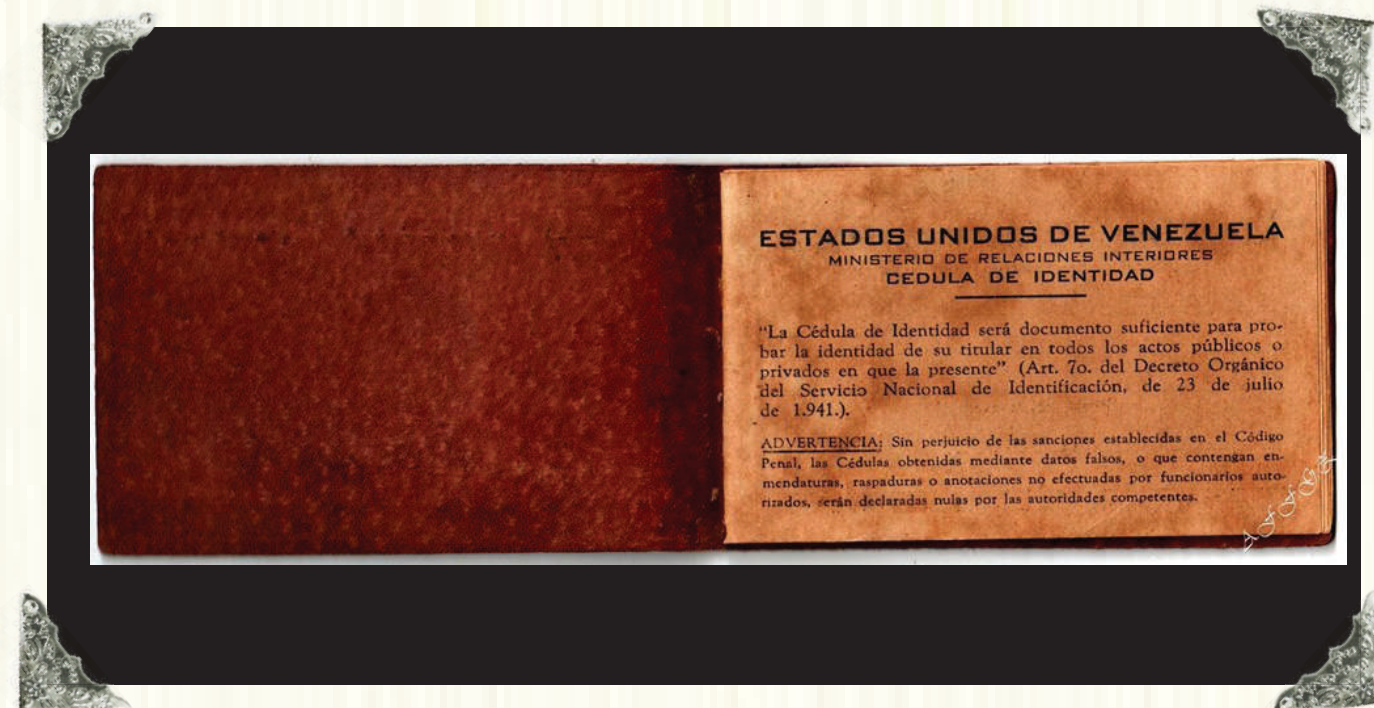 ESTADOS UNIDOS DE VENEZUELA
MINISTERIO DE RELACIONES INTERIORES
CEDULA DE IDENTIDAD
"La Cédula de Identidad será documento suficiente para pro-
bar la identidad de su titular en todos los actos públicos o
privados en que la presente" (Art. 7o. del Decreto Orgánico
del Servicio Nacional de Identificación, de 23 de julio
de 1.941.).
ADVERTENCIA: Sin perjuicio de las sanciones establecidas en el Código
Penal, las Cédulas obtenidas mediante datos falsos, o que contengan en-
mendaturas, raspaduras o anotaciones no efectuadas por funcionarios auto-
rizados, serán declaradas nulas por las autoridades competentes.